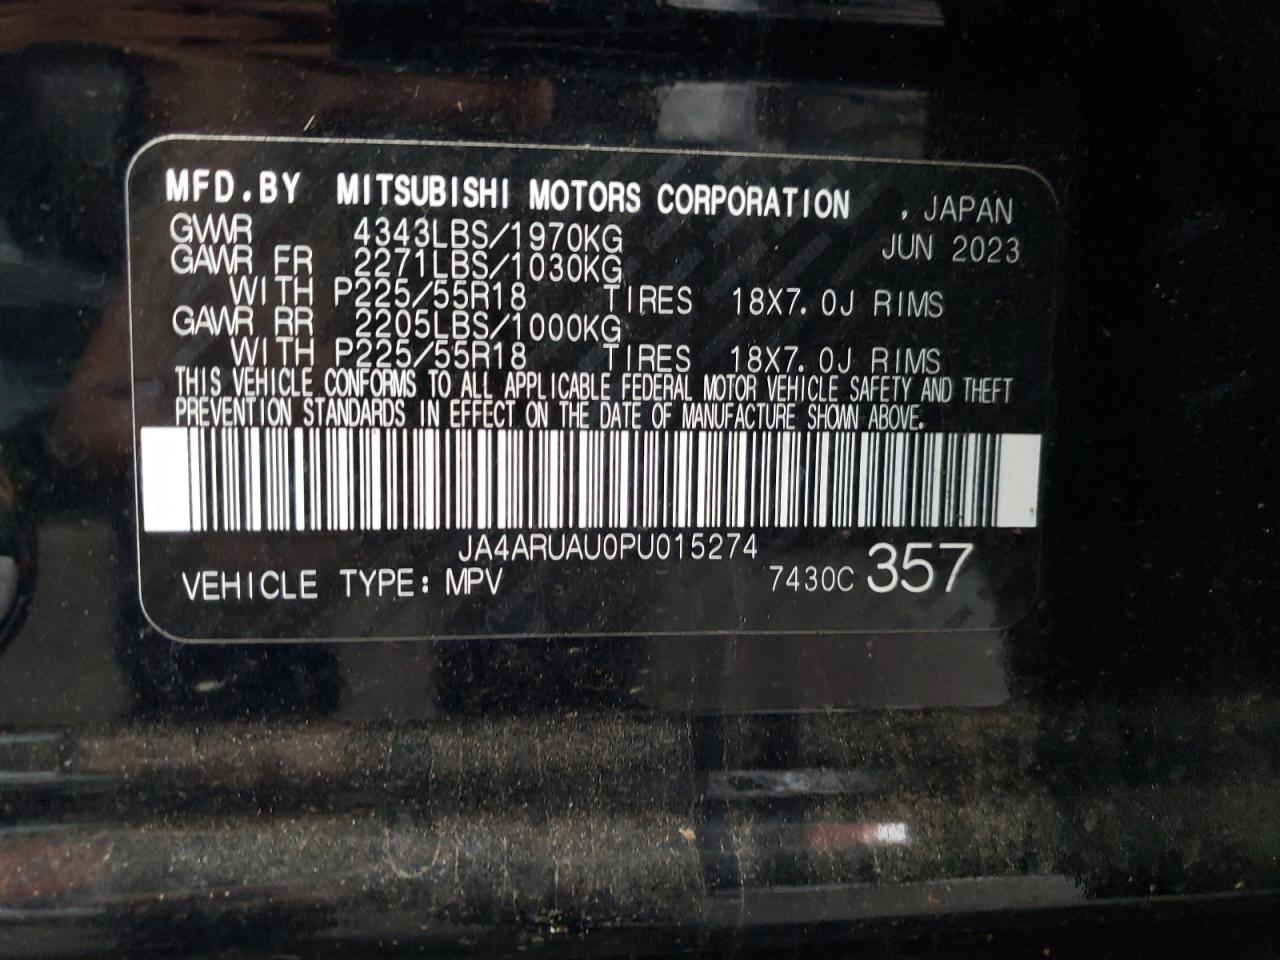 MFD.BY MITSUBISHI MOTORS CORPORATION , JAPAN
GVWR 4343LBS/1970KG JUN 2023
GAWR FR 2271LBS/1030KG
WITH P225/55R18 TIRES 18X7.0J RIMS
GAWR RR 2205LBS/1000KG
WITH P225/55R18 TIRES 18X7.0J RIMS
THIS VEHICLE CONFORMS TO ALL APPLICABLE FEDERAL MOTOR VEHICLE SAFETY AND THEFT
PREVENTION STANDARDS IN EFFECT ON THE DATE OF MANUFACTURE SHOWN ABOVE.
JA4ARUAU0PU015274
VEHICLE TYPE: MPV 7430C 357